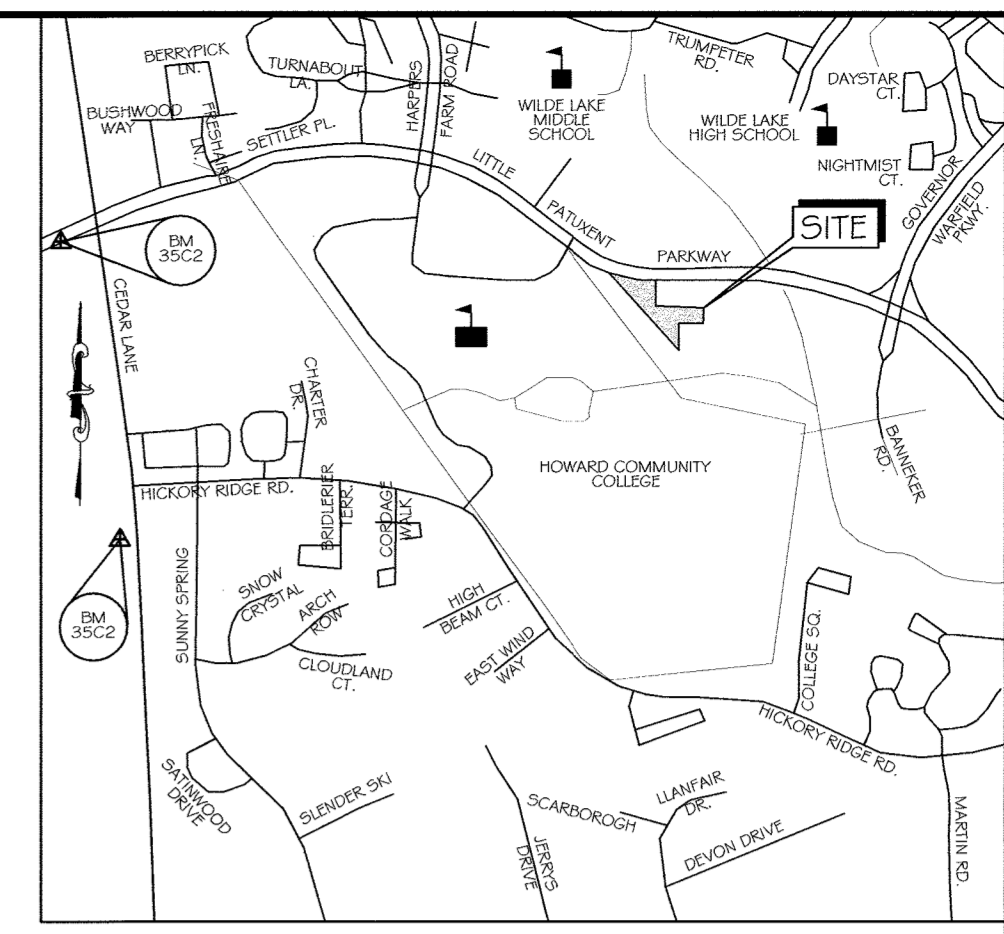 BERRYPICK
LN.
TURNABOUT
LA.
HARPERS
FARM ROAD
TRUMPETER
RD.
DAYSTAR
CT.
BUSHWOOD
WAY
FRESHAIRE
LN.
SETTLER PL.
WILDE LAKE
MIDDLE
SCHOOL
WILDE LAKE
HIGH SCHOOL
NIGHTMIST
CT.
LITTLE
PATUXENT
PARKWAY
GOVERNOR
WARFIELD
PKWY.
SITE
BM
35C2
CEDAR LANE
CHARTER
DR.
HOWARD COMMUNITY
COLLEGE
BANNEKER
RD.
HICKORY RIDGE RD.
BRIDLERIER
TERR.
CORDAGE
WALK
BM
35C2
SUNNY SPRING
SNOW
CRYSTAL
ARCH
ROW
CLOUDLAND
CT.
HIGH
BEAM CT.
EAST WIND
WAY
COLLEGE SQ.
HICKORY RIDGE RD.
SATINWOOD
DRIVE
SLENDER SKI
JERRYS
DRIVE
SCARBOROGH
LLANFAIR
DR.
DEVON DRIVE
MARTIN RD.